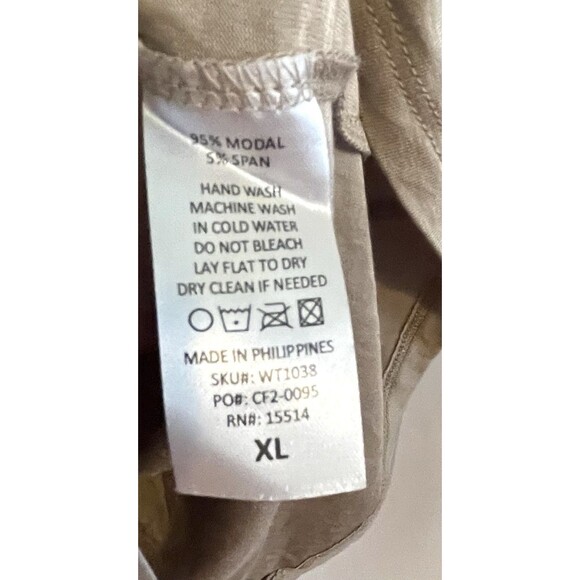 95% MODAL
5% SPAN
HAND WASH
MACHINE WASH
IN COLD WATER
DO NOT BLEACH
LAY FLAT TO DRY
DRY CLEAN IF NEEDED
MADE IN PHILIPPINES
SKU#: WT1038
PO#: CF2-0095
RN#: 15514
XL